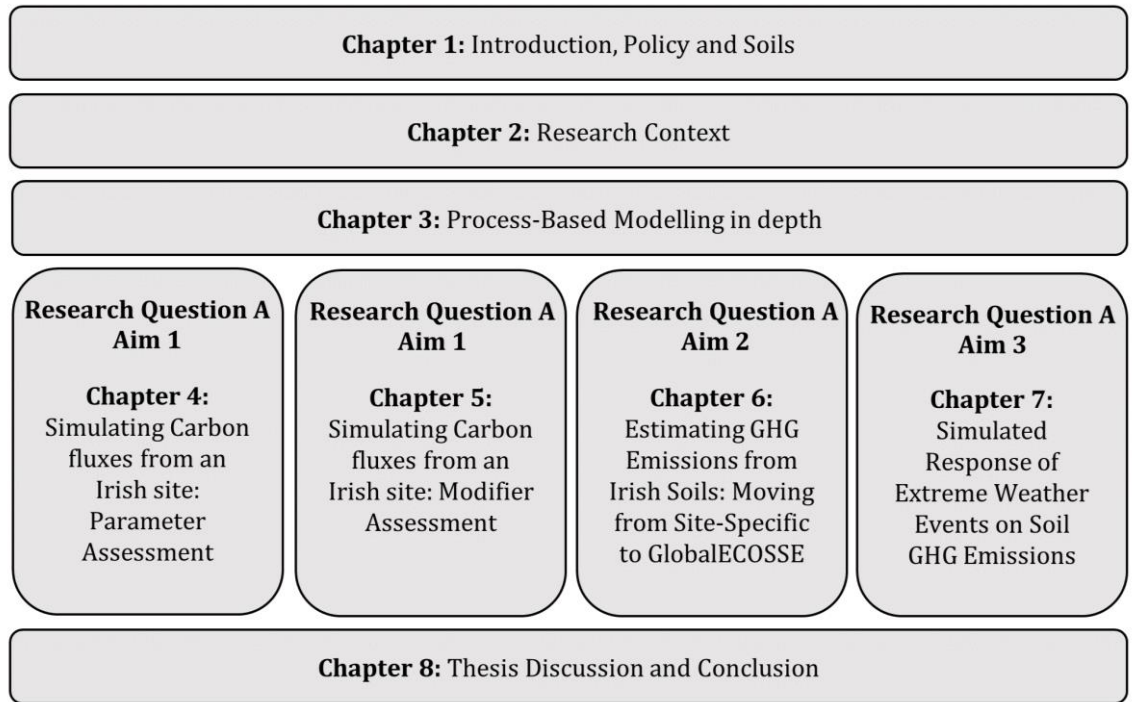 Chapter 1: Introduction, Policy and Soils
Chapter 2: Research Context
Chapter 3: Process-Based Modelling in depth
Research Question A
Aim 1
Chapter 4:
Simulating Carbon
fluxes from an
Irish site:
Parameter
Assessment
Research Question A
Aim 1
Chapter 5:
Simulating Carbon
fluxes from an
Irish site: Modifier
Assessment
Research Question A
Aim 2
Chapter 6:
Estimating GHG
Emissions from
Irish Soils: Moving
from Site-Specific
to GlobalECOSSE
Research Question A
Aim 3
Chapter 7:
Simulated
Response of
Extreme Weather
Events on Soil
GHG Emissions
Chapter 8: Thesis Discussion and Conclusion